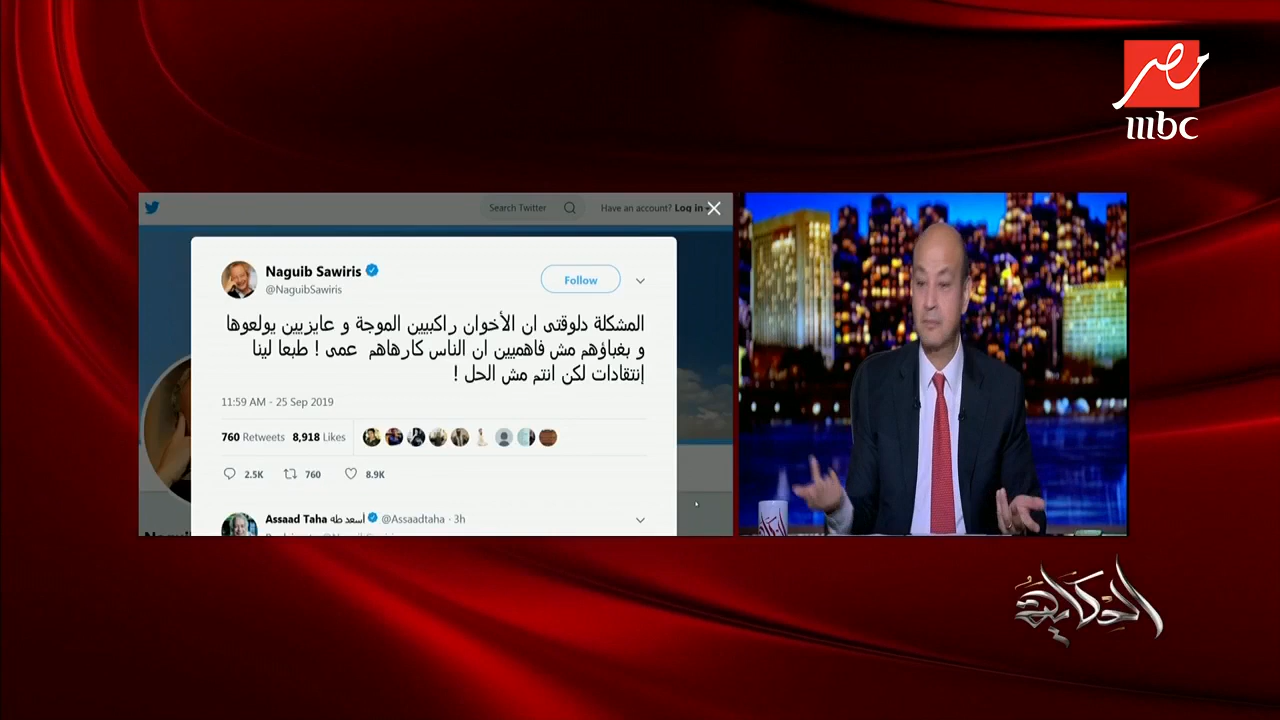 مصر
mbc
Search Twitter
Have an account? Log in
Naguib Sawiris
@NaguibSawiris
Follow
المشكلة دلوقتى ان الأخوان راكبيين الموجة و عايزيين يولعوها
و بغباؤهم مش فاهميين ان الناس كارهاهم عمى ! طبعا لينا
إنتقادات لكن انتم مش الحل !
11:59 AM - 25 Sep 2019
760 Retweets 8,918 Likes
2.5K 760 8.9K
Assaad Taha أسعد طه @Assaadtaha · 3h
الحكاية